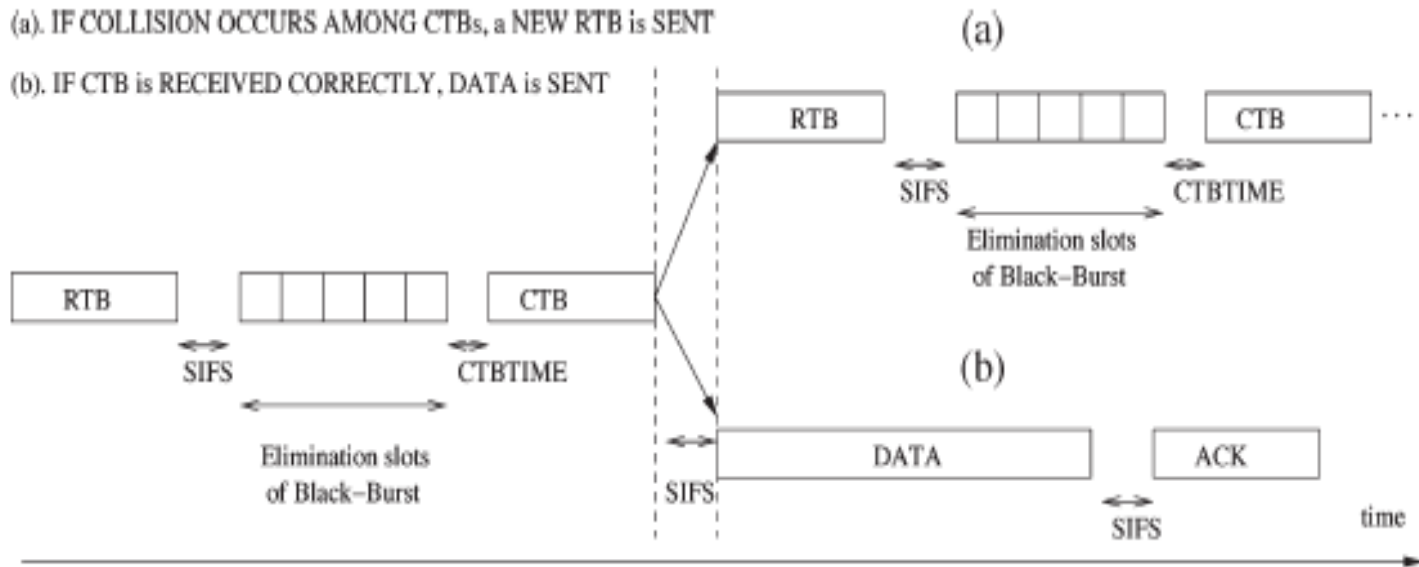 (a). IF COLLISION OCCURS AMONG CTBs, a NEW RTB is SENT
(a)
(b). IF CTB is RECEIVED CORRECTLY, DATA is SENT
RTB
CTB
...
SIFS
CTBTIME
Elimination slots
of Black-Burst
RTB
CTB
SIFS
CTBTIME
Elimination slots
of Black-Burst
(b)
SIFS
DATA
ACK
SIFS
time